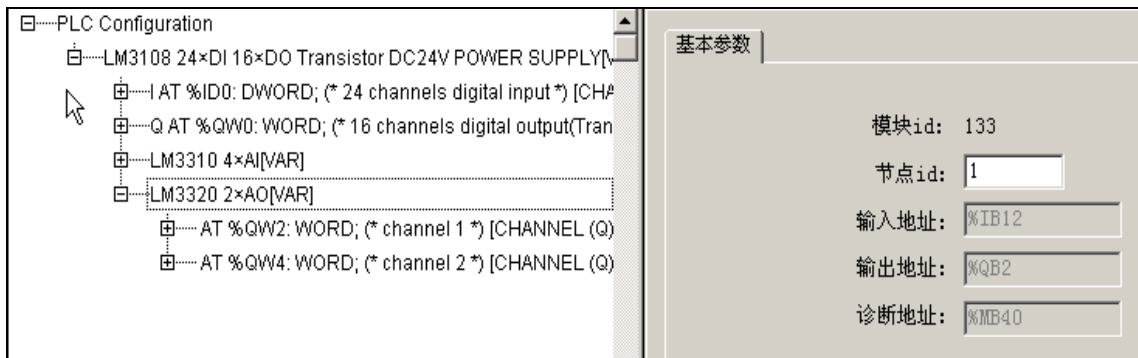 PLC Configuration
LM3108 24×DI 16×DO Transistor DC24V POWER SUPPLY[V
I AT %ID0: DWORD; (* 24 channels digital input *) [CHA
Q AT %QW0: WORD; (* 16 channels digital output(Tran
LM3310 4×AI[VAR]
LM3320 2×AO[VAR]
AT %QW2: WORD; (* channel 1 *) [CHANNEL (Q)
AT %QW4: WORD; (* channel 2 *) [CHANNEL (Q)
基本参数
模块id: 133
节点id: 1
输入地址: %IB12
输出地址: %QB2
诊断地址: %MB40